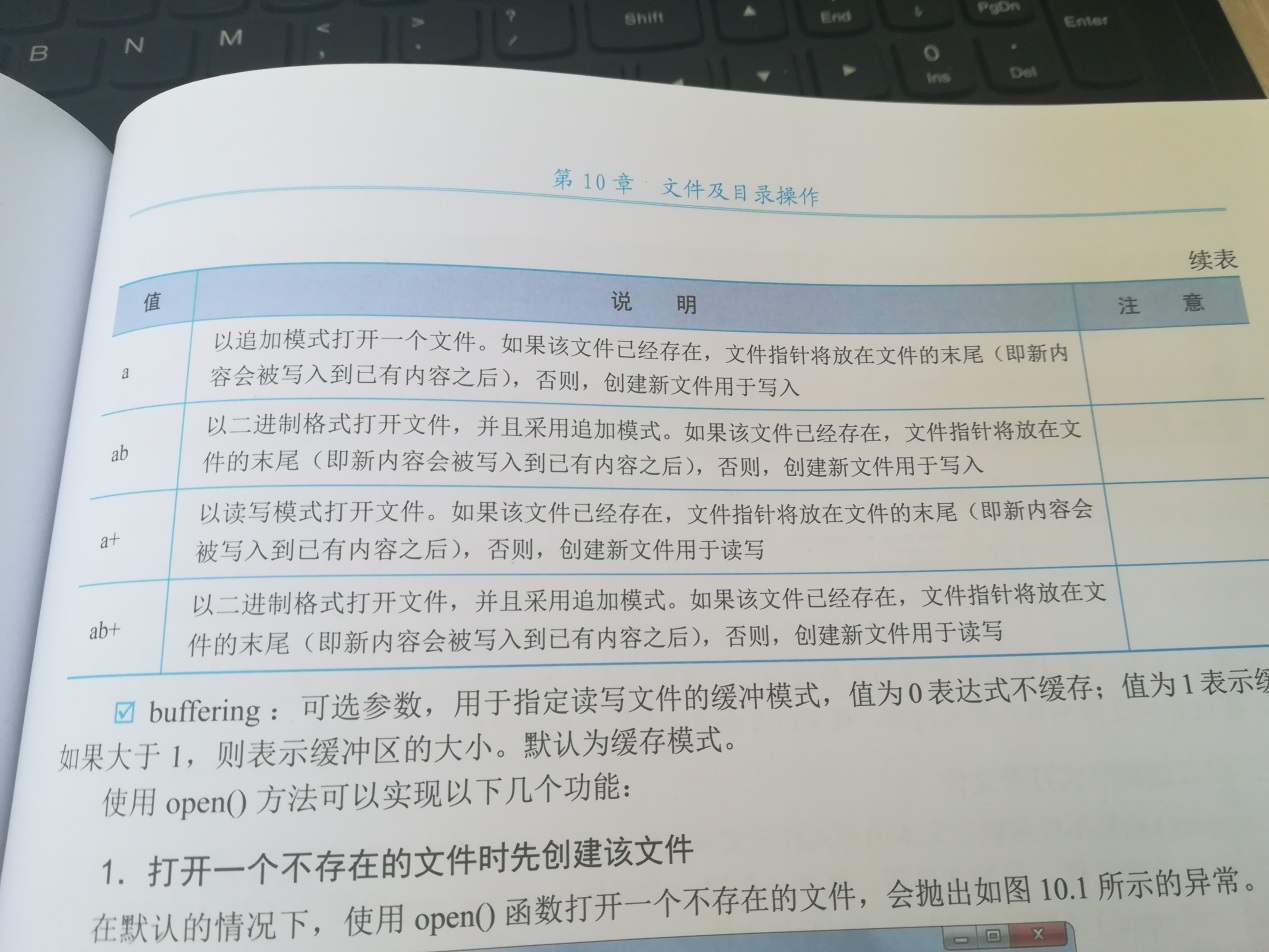 B N M < , > . ? / Shift End PgDn Enter
0 Ins . Del
第 10 章 文件及目录操作
续表
值 说 明 注 意
a
以追加模式打开一个文件。如果该文件已经存在，文件指针将放在文件的末尾（即新内
容会被写入到已有内容之后），否则，创建新文件用于写入
ab
以二进制格式打开文件，并且采用追加模式。如果该文件已经存在，文件指针将放在文
件的末尾（即新内容会被写入到已有内容之后），否则，创建新文件用于写入
a+
以读写模式打开文件。如果该文件已经存在，文件指针将放在文件的末尾（即新内容会
被写入到已有内容之后），否则，创建新文件用于读写
ab+
以二进制格式打开文件，并且采用追加模式。如果该文件已经存在，文件指针将放在文
件的末尾（即新内容会被写入到已有内容之后），否则，创建新文件用于读写
buffering：可选参数，用于指定读写文件的缓冲模式，值为 0 表达式不缓存；值为 1 表示缓
如果大于 1，则表示缓冲区的大小。默认为缓存模式。
使用 open() 方法可以实现以下几个功能：
1. 打开一个不存在的文件时先创建该文件
在默认的情况下，使用 open() 函数打开一个不存在的文件，会抛出如图 10.1 所示的异常。